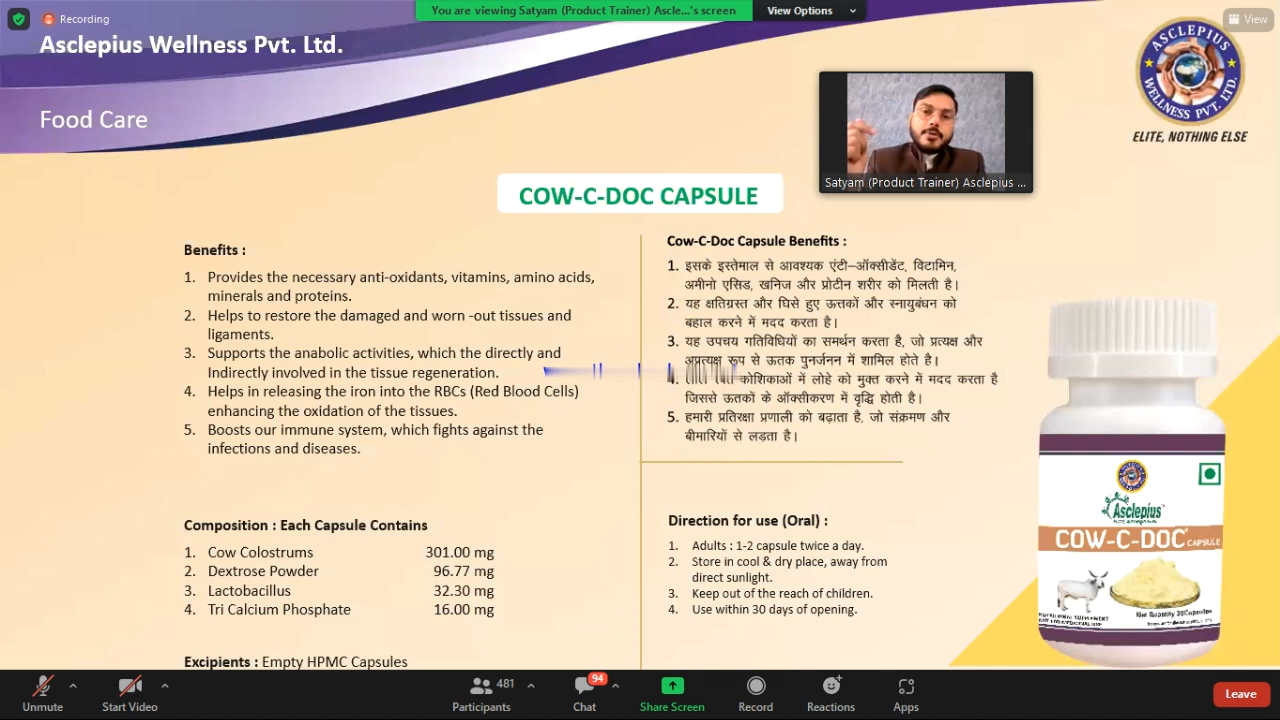 Recording
You are viewing Satyam (Product Trainer) Ascle...'s screen
View Options
View
Asclepius Wellness Pvt. Ltd.
Food Care
ASCLEPIUS
WELLNESS PVT. LTD.
ELITE, NOTHING ELSE
Satyam (Product Trainer) Asclepius ...
COW-C-DOC CAPSULE
Benefits :
1. Provides the necessary anti-oxidants, vitamins, amino acids,
minerals and proteins.
2. Helps to restore the damaged and worn -out tissues and
ligaments.
3. Supports the anabolic activities, which the directly and
Indirectly involved in the tissue regeneration.
4. Helps in releasing the iron into the RBCs (Red Blood Cells)
enhancing the oxidation of the tissues.
5. Boosts our immune system, which fights against the
infections and diseases.
Composition : Each Capsule Contains
1. Cow Colostrums 301.00 mg
2. Dextrose Powder 96.77 mg
3. Lactobacillus 32.30 mg
4. Tri Calcium Phosphate 16.00 mg
Excipients : Empty HPMC Capsules
Cow-C-Doc Capsule Benefits :
1. इसके इस्तेमाल से आवश्यक एंटी–ऑक्सीडेंट, विटामिन,
अमीनो एसिड, खनिज और प्रोटीन शरीर को मिलती है।
2. यह क्षतिग्रस्त और घिसे हुए ऊत्तकों और स्नायुबंधन को
बहाल करने में मदद करता है।
3. यह उपचय गतिविधियों का समर्थन करता है, जो प्रत्यक्ष और
अप्रत्यक्ष रूप से ऊतक पुनर्जनन में शामिल होते है।
4. कोशिकाओं में लोहे को मुक्त करने में मदद करता है
जिससे ऊतकों के ऑक्सीकरण में वृद्धि होती है।
5. हमारी प्रतिरक्षा प्रणाली को बढ़ाता है, जो संक्रमण और
बीमारियों से लड़ता है।
Direction for use (Oral) :
1. Adults : 1-2 capsule twice a day.
2. Store in cool & dry place, away from
direct sunlight.
3. Keep out of the reach of children.
4. Use within 30 days of opening.
Asclepius
COW-C-DOC CAPSULE
Net Quantity 30Capsules
Unmute
Start Video
481
Participants
94
Chat
Share Screen
Record
Reactions
Apps
Leave